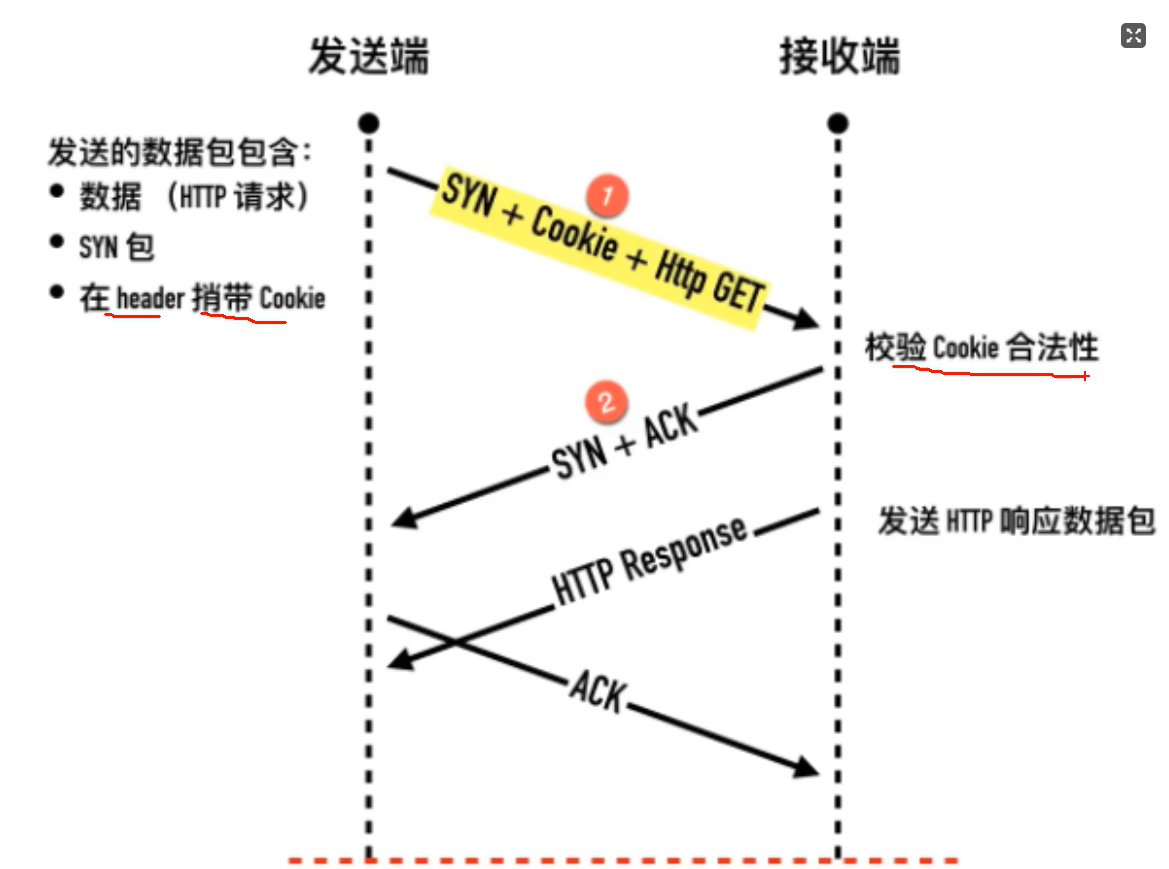 发送端
接收端
发送的数据包包含：
• 数据 （HTTP 请求）
• SYN 包
• 在 header 捎带 Cookie
1
SYN + Cookie + Http GET
校验 Cookie 合法性
2
SYN + ACK
发送 HTTP 响应数据包
HTTP Response
ACK